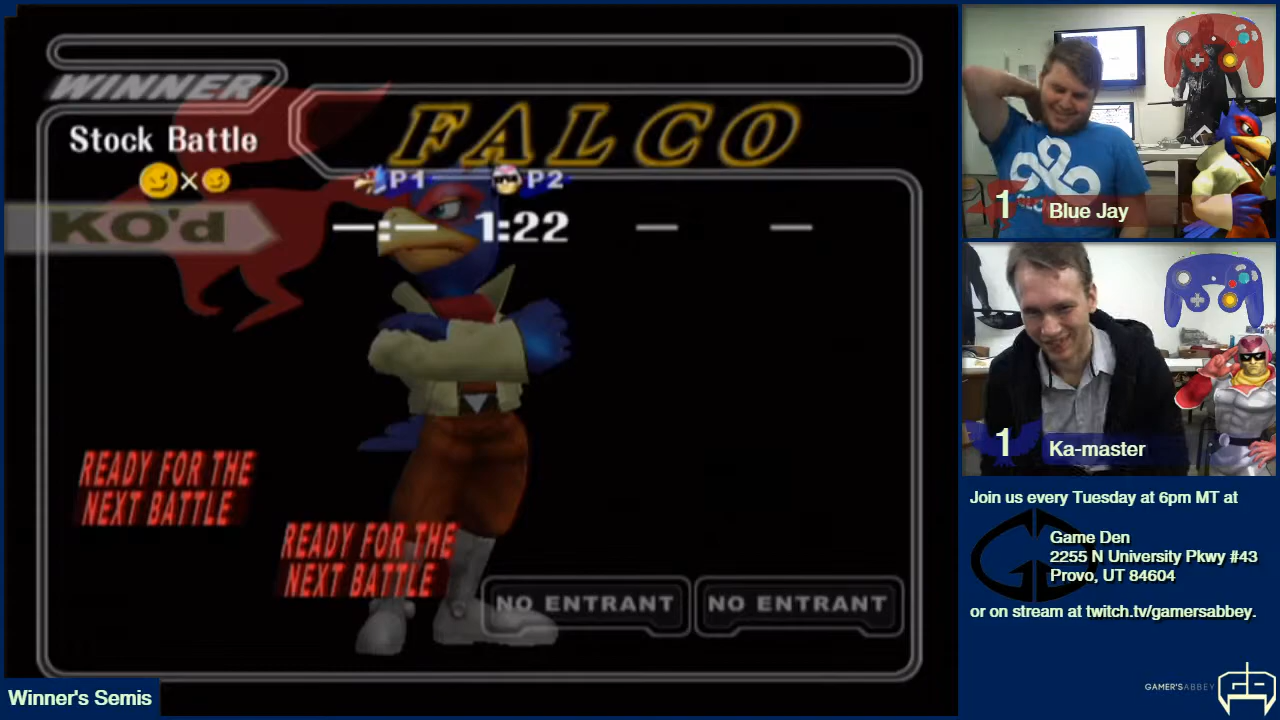 WINNER
FALCO
Stock Battle
×
P1 P2
KO'd
–:–– 1:22 –– ––
READY FOR THE
NEXT BATTLE
READY FOR THE
NEXT BATTLE
NO ENTRANT NO ENTRANT
Winner's Semis
1 Blue Jay
1 Ka-master
Join us every Tuesday at 6pm MT at
Game Den
2255 N University Pkwy #43
Provo, UT 84604
or on stream at twitch.tv/gamersabbey.
GAMER'SABBEY